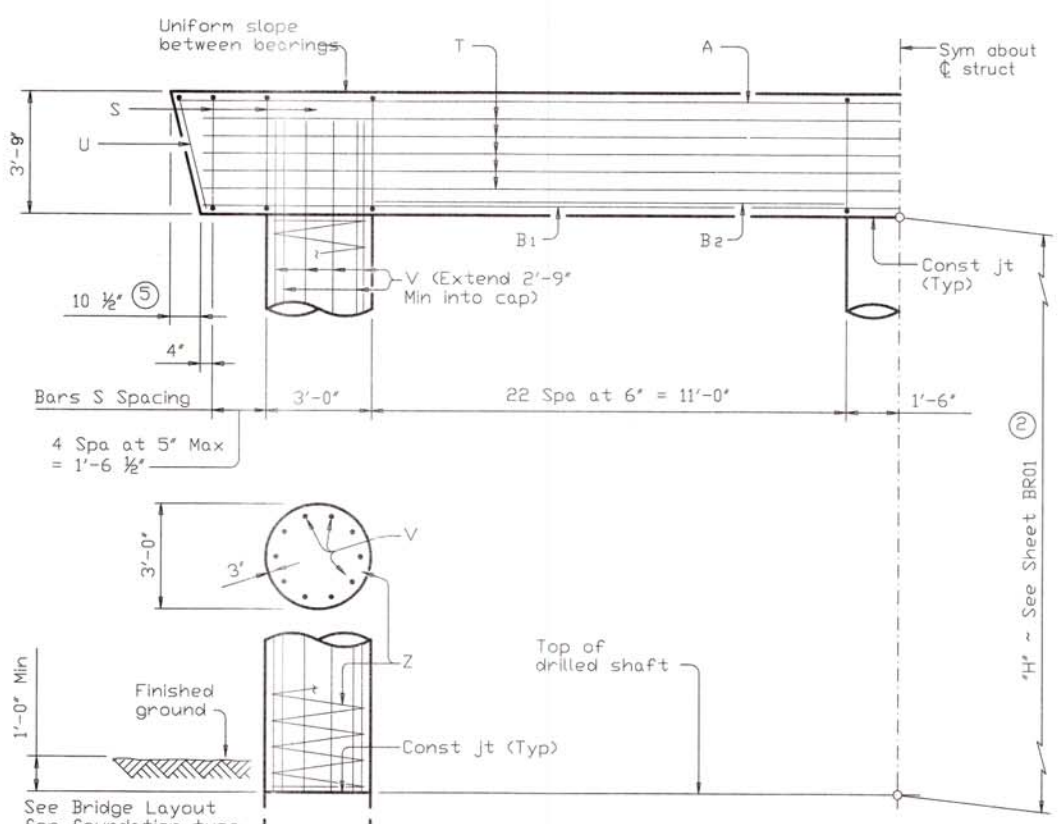 Uniform slope
between bearings
T
A
Sym about
℄ struct
S
U
3'-9"
B1
B2
Const jt
(Typ)
V (Extend 2'-9"
Min into cap)
10 ½" 5
4"
Bars S Spacing
3'-0"
22 Spa at 6" = 11'-0"
1'-6"
4 Spa at 5" Max
= 1'-6 ½"
"H" ~ See Sheet BR01 2
V
3'-0"
3"
Top of
drilled shaft
Z
1'-0" Min
Finished
ground
Const jt (Typ)
See Bridge Layout